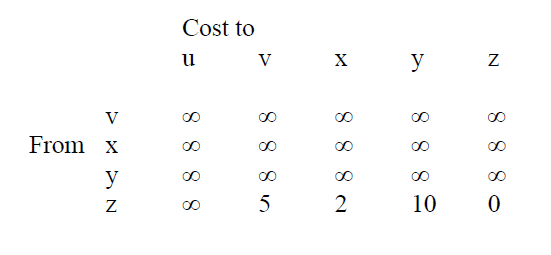 Cost to
u v x y z
v ∞ ∞ ∞ ∞ ∞
From x ∞ ∞ ∞ ∞ ∞
y ∞ ∞ ∞ ∞ ∞
z ∞ 5 2 10 0